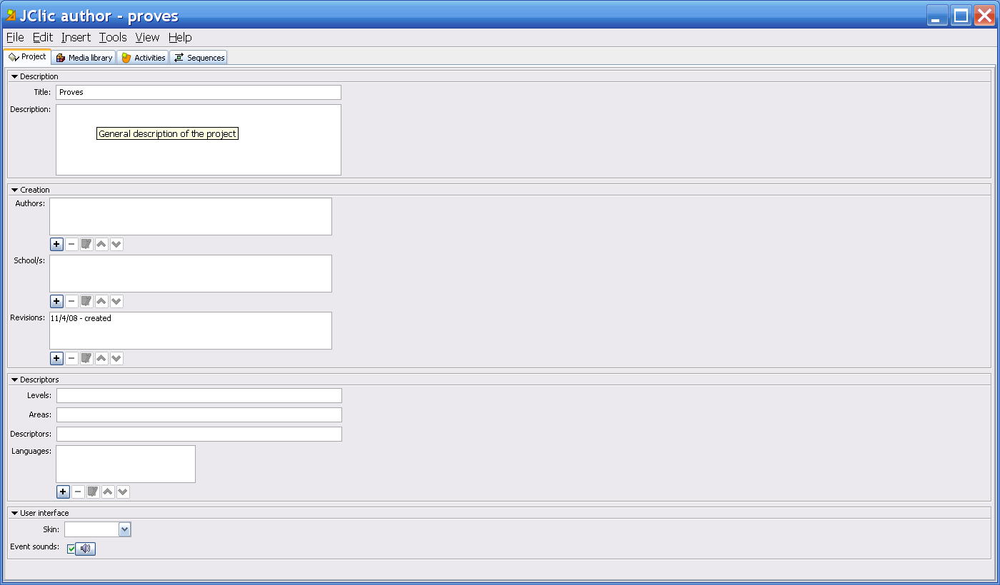 JClic author - proves
File Edit Insert Tools View Help
Project Media library Activities Sequences
Description
Title: Proves
Description:
General description of the project
Creation
Authors:
School/s:
Revisions: 11/4/08 - created
Descriptors
Levels:
Areas:
Descriptors:
Languages:
User interface
Skin:
Event sounds: